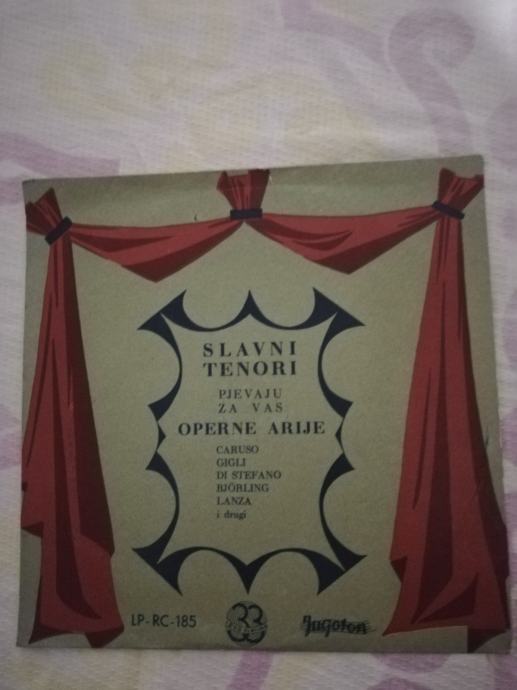 SLAVNI
TENORI
PJEVAJU
ZA VAS
OPERNE ARIJE
CARUSO
GIGLI
DI STEFANO
BJÖRLING
LANZA
i drugi
LP-RC-185
33
Jugoton